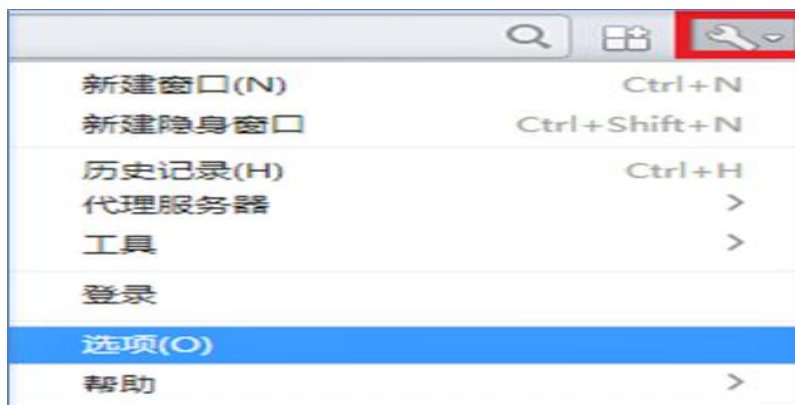 新建窗口(N) Ctrl+N
新建隐身窗口 Ctrl+Shift+N
历史记录(H) Ctrl+H
代理服务器 >
工具 >
登录
选项(O)
帮助 >